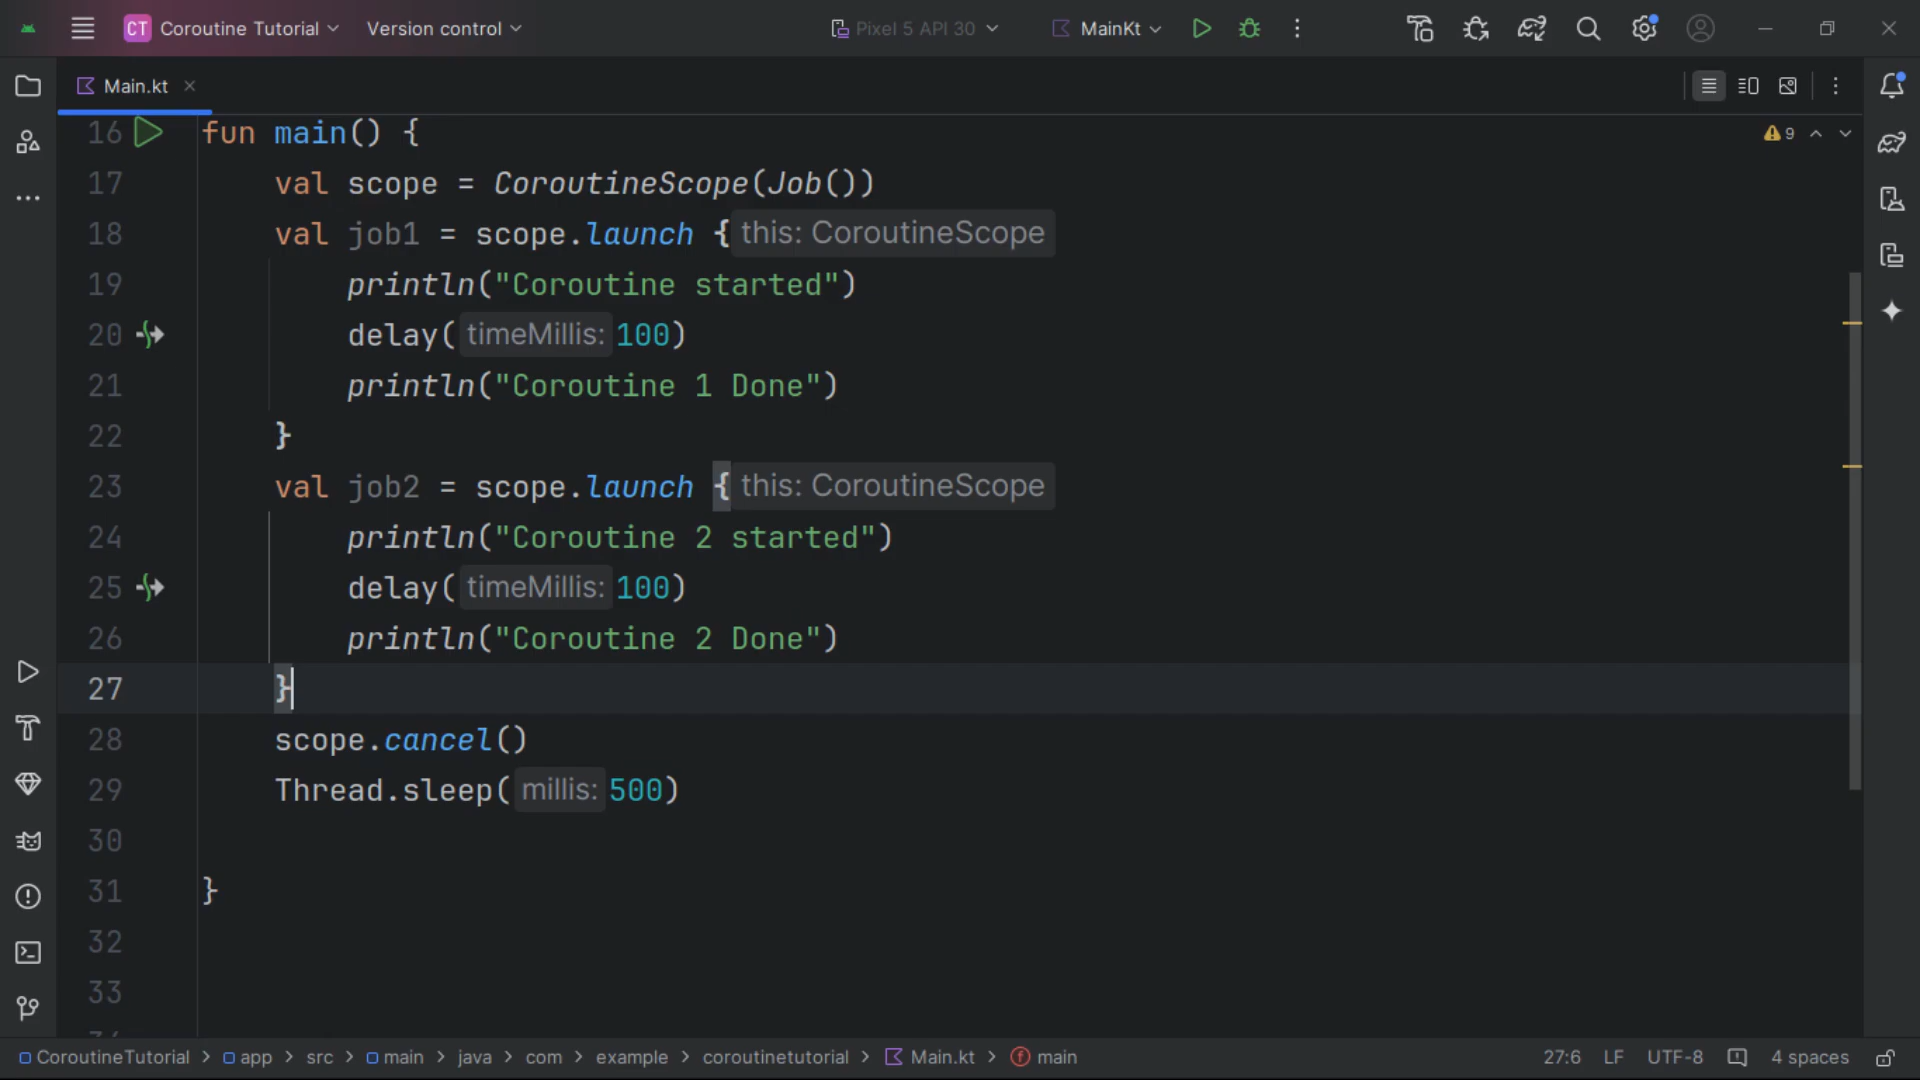 CT Coroutine Tutorial Version control Pixel 5 API 30 MainKt
Main.kt
16 fun main() { 9
17 val scope = CoroutineScope(Job())
18 val job1 = scope.launch { this: CoroutineScope
19 println("Coroutine started")
20 delay( timeMillis: 100)
21 println("Coroutine 1 Done")
22 }
23 val job2 = scope.launch { this: CoroutineScope
24 println("Coroutine 2 started")
25 delay( timeMillis: 100)
26 println("Coroutine 2 Done")
27 }
28 scope.cancel()
29 Thread.sleep( millis: 500)
30
31 }
32
33
CoroutineTutorial > app > src > main > java > com > example > coroutinetutorial > Main.kt > main 27:6 LF UTF-8 4 spaces